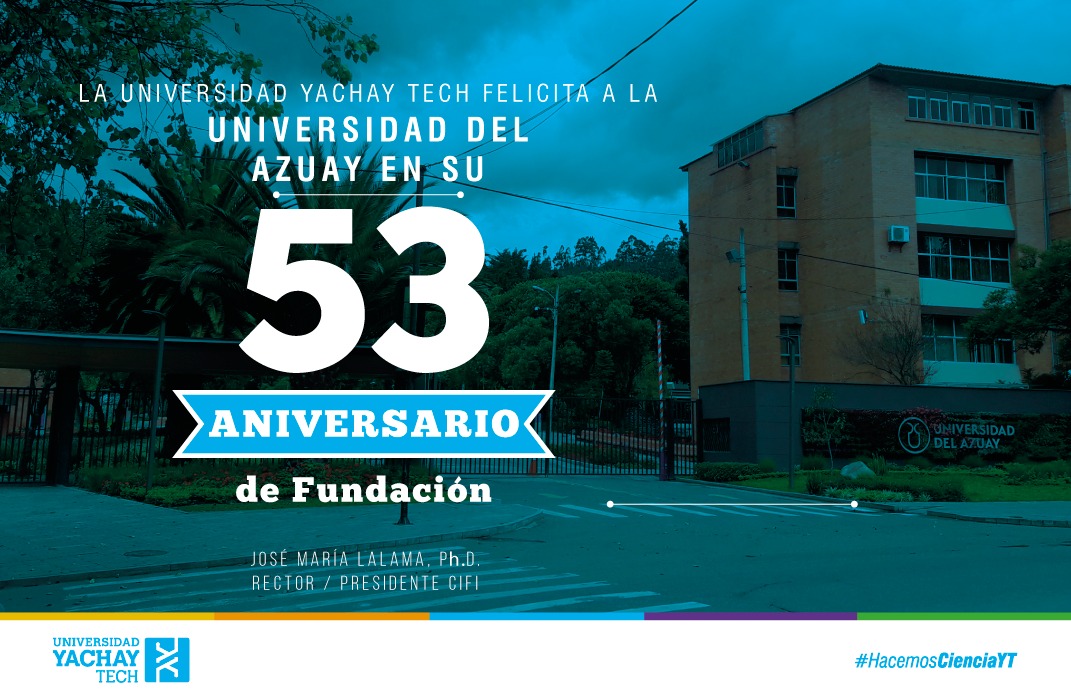 LA UNIVERSIDAD YACHAY TECH FELICITA A LA
UNIVERSIDAD DEL
AZUAY EN SU
53
ANIVERSARIO
de Fundación
UNIVERSIDAD
DEL AZUAY
JOSÉ MARÍA LALAMA, Ph.D.
RECTOR / PRESIDENTE CIFI
UNIVERSIDAD
YACHAY
TECH
#HacemosCienciaYT